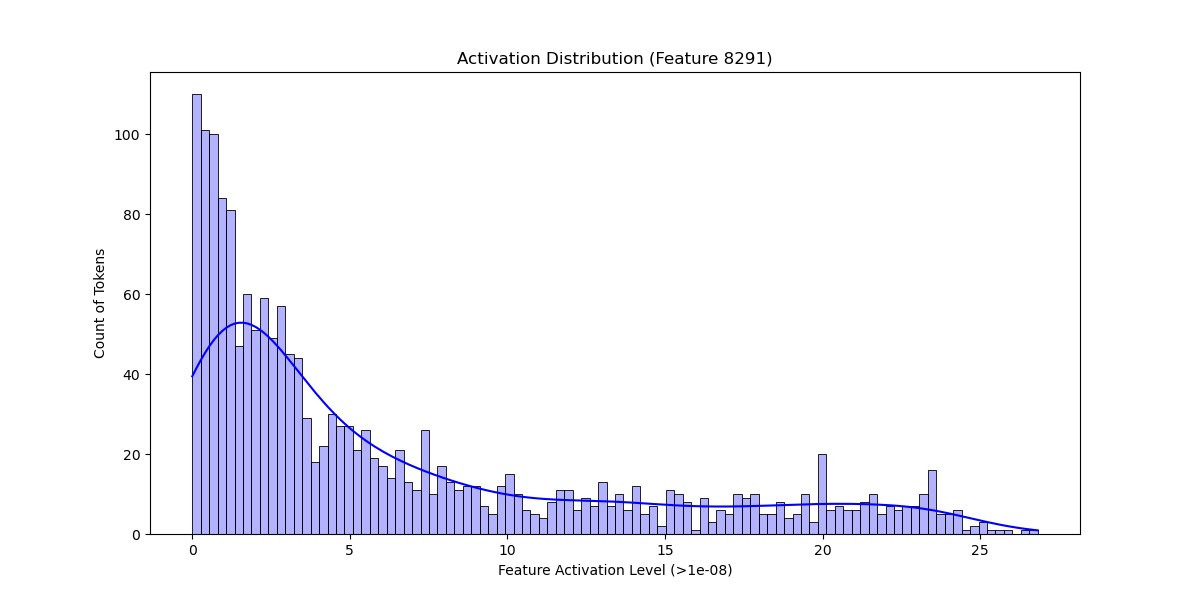 Activation Distribution (Feature 8291)
Count of Tokens
100
80
60
40
20
0
0 5 10 15 20 25
Feature Activation Level (>1e-08)